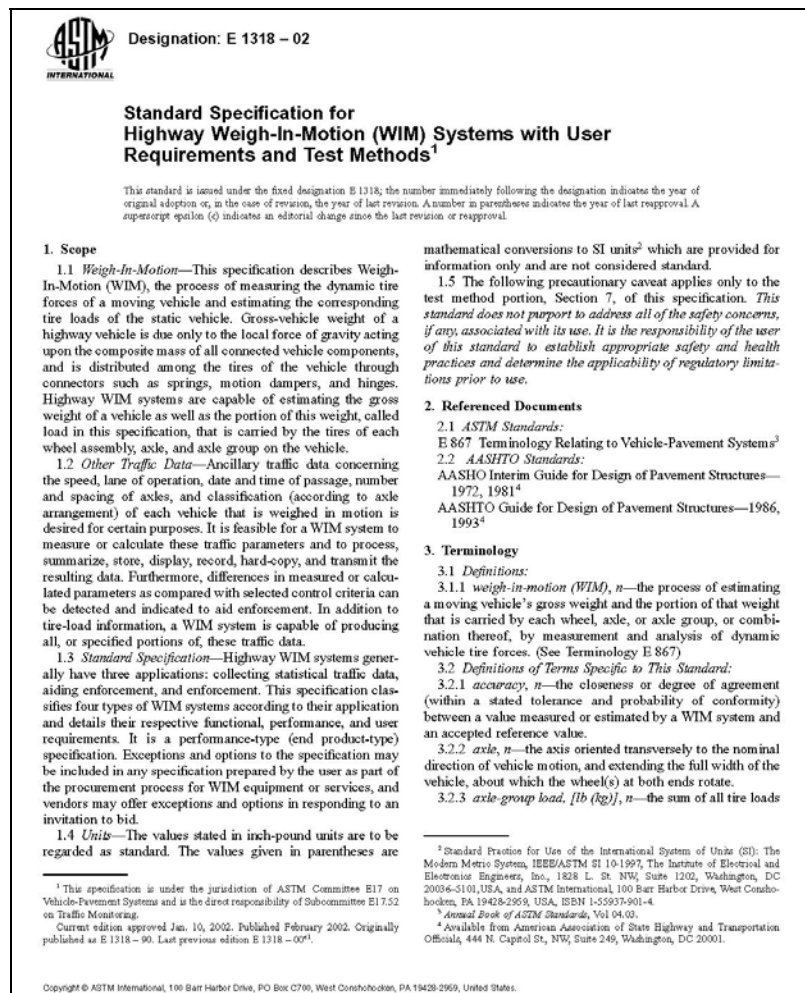 ASTM
INTERNATIONAL
Designation: E 1318 – 02
Standard Specification for
Highway Weigh-In-Motion (WIM) Systems with User
Requirements and Test Methods¹
This standard is issued under the fixed designation E 1318; the number immediately following the designation indicates the year of
original adoption or, in the case of revision, the year of last revision. A number in parentheses indicates the year of last reapproval. A
superscript epsilon (ε) indicates an editorial change since the last revision or reapproval.
1. Scope
1.1 Weigh-In-Motion—This specification describes Weigh-
In-Motion (WIM), the process of measuring the dynamic tire
forces of a moving vehicle and estimating the corresponding
tire loads of the static vehicle. Gross-vehicle weight of a
highway vehicle is due only to the local force of gravity acting
upon the composite mass of all connected vehicle components,
and is distributed among the tires of the vehicle through
connectors such as springs, motion dampers, and hinges.
Highway WIM systems are capable of estimating the gross
weight of a vehicle as well as the portion of this weight, called
load in this specification, that is carried by the tires of each
wheel assembly, axle, and axle group on the vehicle.
1.2 Other Traffic Data—Ancillary traffic data concerning
the speed, lane of operation, date and time of passage, number
and spacing of axles, and classification (according to axle
arrangement) of each vehicle that is weighed in motion is
desired for certain purposes. It is feasible for a WIM system to
measure or calculate these traffic parameters and to process,
summarize, store, display, record, hard-copy, and transmit the
resulting data. Furthermore, differences in measured or calcu-
lated parameters as compared with selected control criteria can
be detected and indicated to aid enforcement. In addition to
tire-load information, a WIM system is capable of producing
all, or specified portions of, these traffic data.
1.3 Standard Specification—Highway WIM systems gener-
ally have three applications: collecting statistical traffic data,
aiding enforcement, and enforcement. This specification clas-
sifies four types of WIM systems according to their application
and details their respective functional, performance, and user
requirements. It is a performance-type (end product-type)
specification. Exceptions and options to the specification may
be included in any specification prepared by the user as part of
the procurement process for WIM equipment or services, and
vendors may offer exceptions and options in responding to an
invitation to bid.
1.4 Units—The values stated in inch-pound units are to be
regarded as standard. The values given in parentheses are
mathematical conversions to SI units² which are provided for
information only and are not considered standard.
1.5 The following precautionary caveat applies only to the
test method portion, Section 7, of this specification. This
standard does not purport to address all of the safety concerns,
if any, associated with its use. It is the responsibility of the user
of this standard to establish appropriate safety and health
practices and determine the applicability of regulatory limita-
tions prior to use.
2. Referenced Documents
2.1 ASTM Standards:
E 867 Terminology Relating to Vehicle-Pavement Systems³
2.2 AASHTO Standards:
AASHO Interim Guide for Design of Pavement Structures—
1972, 1981⁴
AASHTO Guide for Design of Pavement Structures—1986,
1993⁴
3. Terminology
3.1 Definitions:
3.1.1 weigh-in-motion (WIM), n—the process of estimating
a moving vehicle's gross weight and the portion of that weight
that is carried by each wheel, axle, or axle group, or combi-
nation thereof, by measurement and analysis of dynamic
vehicle tire forces. (See Terminology E 867)
3.2 Definitions of Terms Specific to This Standard:
3.2.1 accuracy, n—the closeness or degree of agreement
(within a stated tolerance and probability of conformity)
between a value measured or estimated by a WIM system and
an accepted reference value.
3.2.2 axle, n—the axis oriented transversely to the nominal
direction of vehicle motion, and extending the full width of the
vehicle, about which the wheel(s) at both ends rotate.
3.2.3 axle-group load, [lb (kg)], n—the sum of all tire loads
¹ This specification is under the jurisdiction of ASTM Committee E17 on
Vehicle-Pavement Systems and is the direct responsibility of Subcommittee E17.52
on Traffic Monitoring.
Current edition approved Jan. 10, 2002. Published February 2002. Originally
published as E 1318 – 90. Last previous edition E 1318 – 00ε¹.
² Standard Practice for Use of the International System of Units (SI): The
Modern Metric System, IEEE/ASTM SI 10-1997, The Institute of Electrical and
Electronics Engineers, Inc., 1828 L. St. NW, Suite 1202, Washington, DC
20036–5101,USA, and ASTM International, 100 Barr Harbor Drive, West Consho-
hocken, PA 19428-2959, USA, ISBN 1-55937-901-4.
³ Annual Book of ASTM Standards, Vol 04.03.
⁴ Available from American Association of State Highway and Transportation
Officials, 444 N. Capitol St., NW, Suite 249, Washington, DC 20001.
Copyright © ASTM International, 100 Barr Harbor Drive, PO Box C700, West Conshohocken, PA 19428-2959, United States.